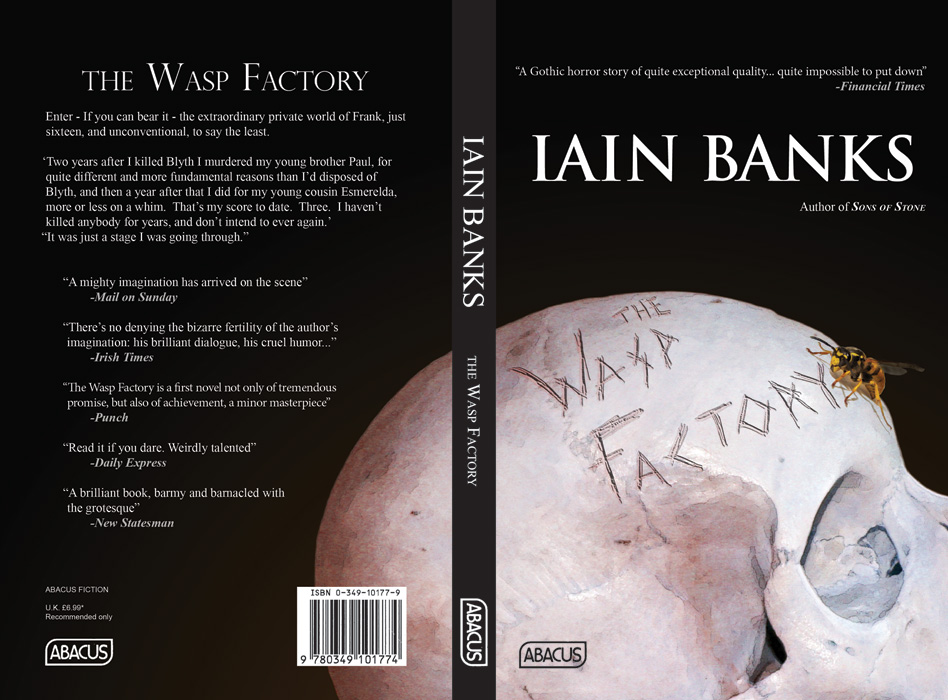 THE WASP FACTORY
Enter - If you can bear it - the extraordinary private world of Frank, just
sixteen, and unconventional, to say the least.
‘Two years after I killed Blyth I murdered my young brother Paul, for
quite different and more fundamental reasons than I’d disposed of
Blyth, and then a year after that I did for my young cousin Esmerelda,
more or less on a whim. That’s my score to date. Three. I haven’t
killed anybody for years, and don’t intend to ever again.’
“It was just a stage I was going through.”
“A mighty imagination has arrived on the scene”
-Mail on Sunday
“There’s no denying the bizarre fertility of the author’s
imagination: his brilliant dialogue, his cruel humor...”
-Irish Times
“The Wasp Factory is a first novel not only of tremendous
promise, but also of achievement, a minor masterpiece”
-Punch
“Read it if you dare. Weirdly talented”
-Daily Express
“A brilliant book, barmy and barnacled with
the grotesque”
-New Statesman
ABACUS FICTION
U.K. £6.99*
Recommended only
ABACUS
ISBN 0-349-10177-9
9 780349 101774
IAIN BANKS
THE WASP FACTORY
ABACUS
“A Gothic horror story of quite exceptional quality... quite impossible to put down”
-Financial Times
IAIN BANKS
Author of SONS OF STONE
THE
WASP
FACTORY
ABACUS